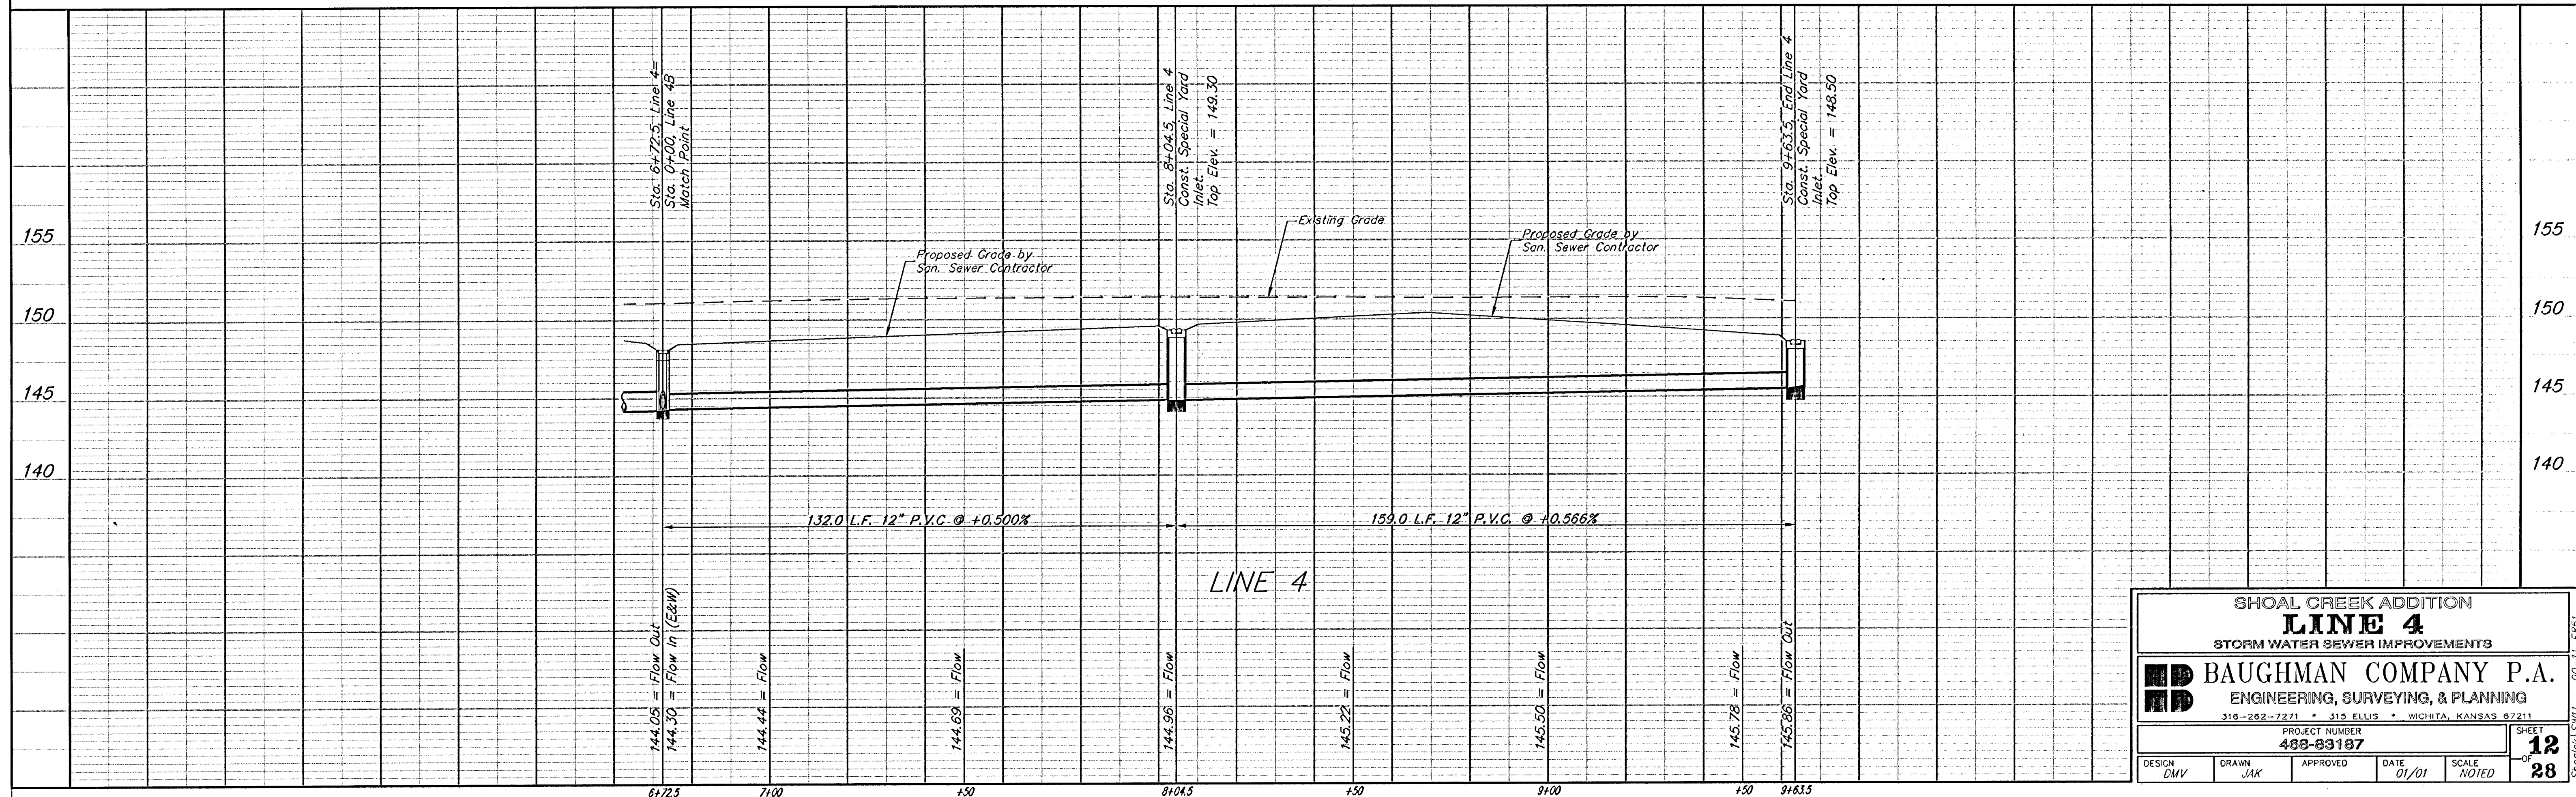 Sta. 6+72.5, Line 4=
Sta. 0+00, Line 4B
Match Point
Sta. 8+04.5, Line 4
Const. Special Yard
Inlet.
Top Elev. = 149.30
Sta. 9+63.5, End Line 4
Const. Special Yard
Inlet.
Top Elev. = 148.50
155
155
Existing Grade
Proposed Grade by
San. Sewer Contractor
Proposed Grade by
San. Sewer Contractor
150
150
145
145
140
140
132.0 L.F. 12" P.V.C @ +0.500%
159.0 L.F. 12" P.V.C. @ +0.566%
LINE 4
144.05 = Flow Out
144.30 = Flow In (E&W)
144.44 = Flow
144.69 = Flow
144.96 = Flow
145.22 = Flow
145.50 = Flow
145.78 = Flow
145.86 = Flow Out
6+72.5
7+00
+50
8+04.5
+50
9+00
+50
9+63.5
SHOAL CREEK ADDITION
LINE 4
STORM WATER SEWER IMPROVEMENTS
BAUGHMAN COMPANY P.A.
ENGINEERING, SURVEYING, & PLANNING
316-262-7271 * 315 ELLIS * WICHITA, KANSAS 67211
PROJECT NUMBER
468-83187
SHEET
12
OF
28
DESIGN
DMV
DRAWN
JAK
APPROVED
DATE
01/01
SCALE
NOTED